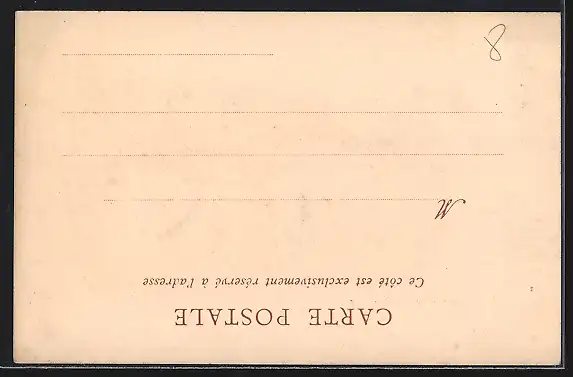 CARTE POSTALE
Ce côté est exclusivement réservé à l'adresse
M
8